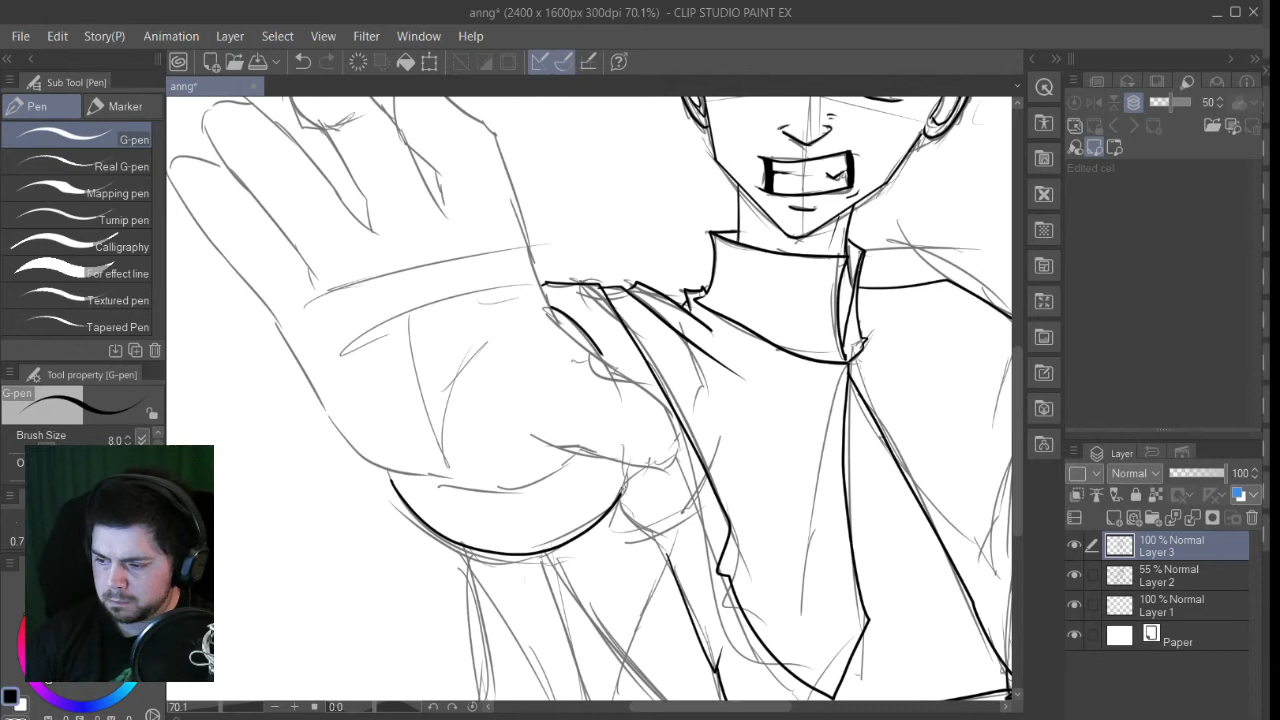 anng* (2400 x 1600px 300dpi 70.1%) - CLIP STUDIO PAINT EX
File Edit Story(P) Animation Layer Select View Filter Window Help
Sub Tool [Pen]
anng*
Pen Marker
50
G-pen
Real G-pen
Mapping pen
Edited cel
Turnip pen
Calligraphy
For effect line
Textured pen
Tapered Pen
Tool property [G-pen]
G-pen
Brush Size 8.0
Layer
Normal 100
100 % Normal
Layer 3
55 % Normal
Layer 2
100 % Normal
Layer 1
Paper
70.1 0.0